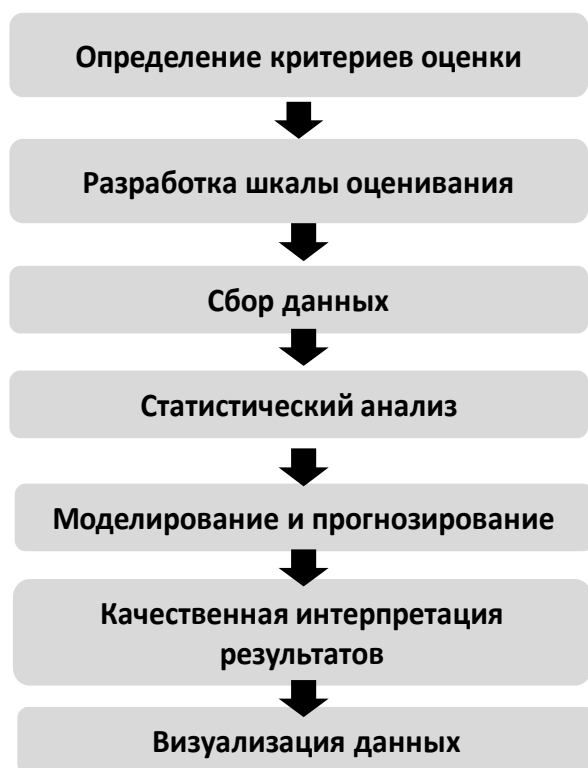 Определение критериев оценки
Разработка шкалы оценивания
Сбор данных
Статистический анализ
Моделирование и прогнозирование
Качественная интерпретация
результатов
Визуализация данных